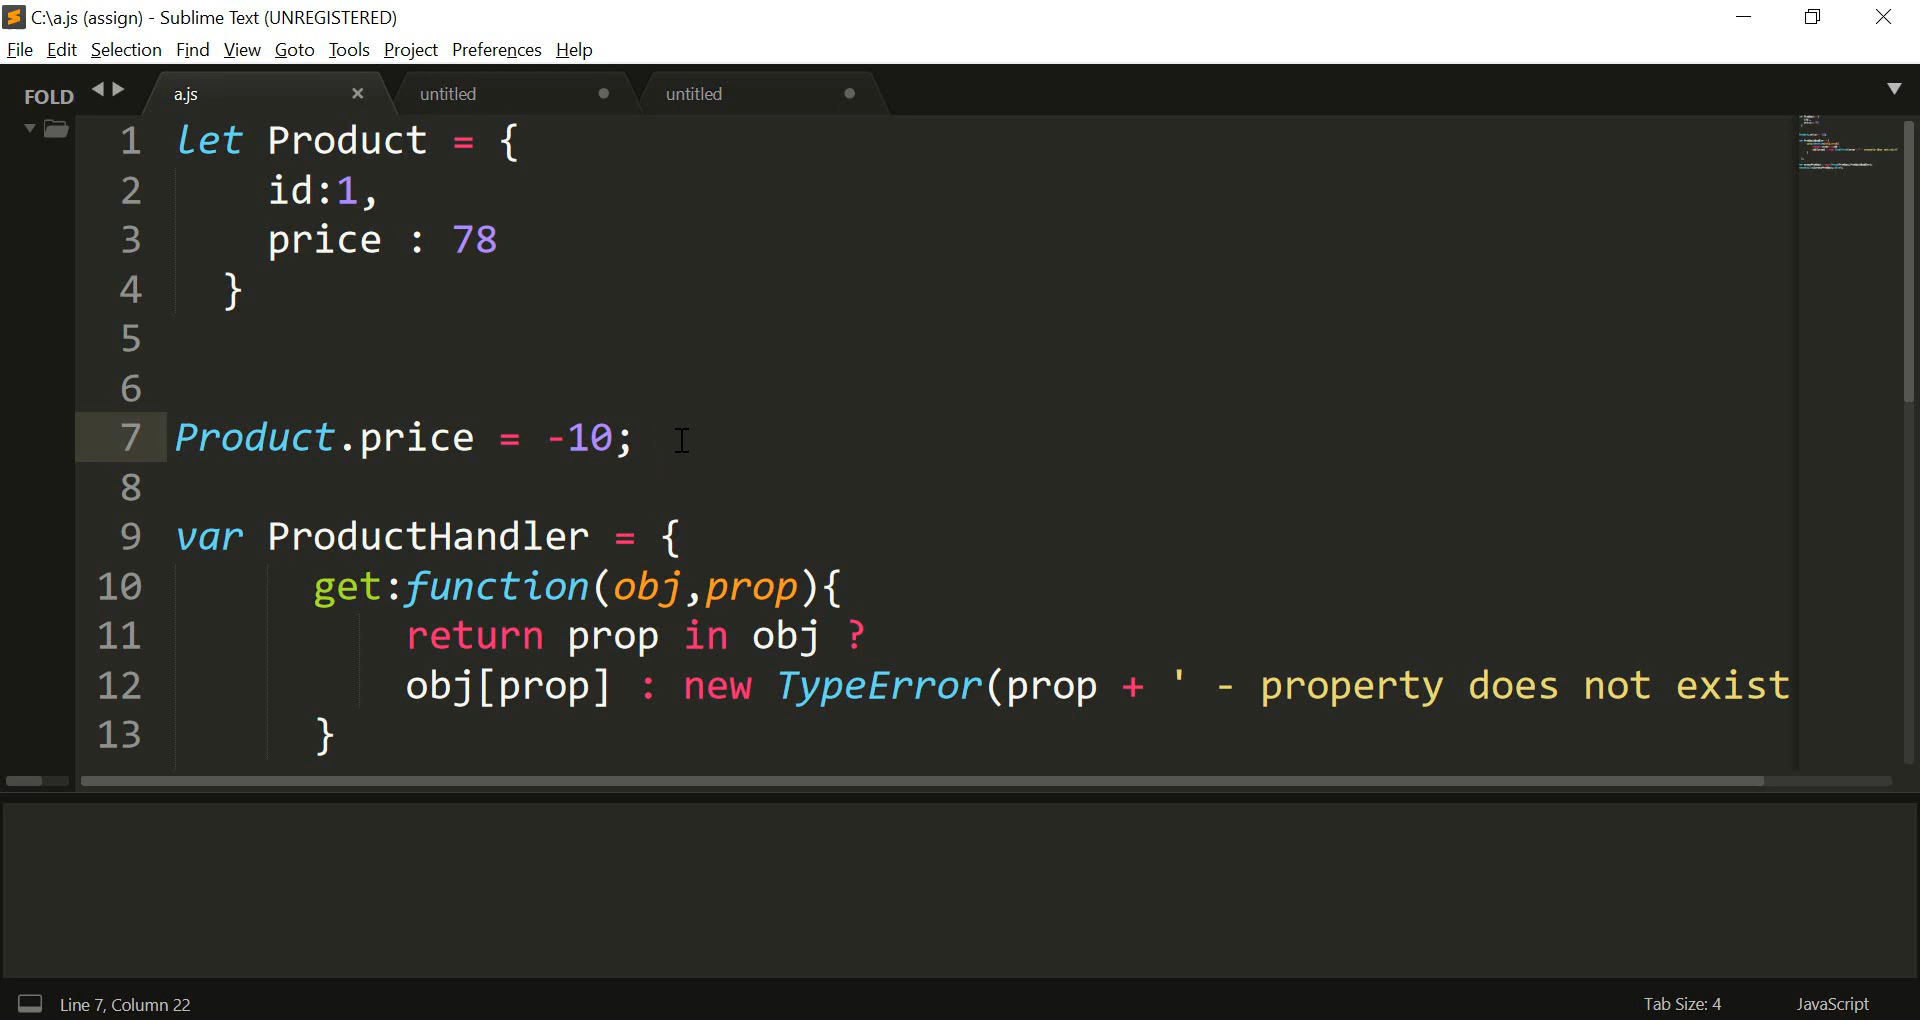 C:\a.js (assign) - Sublime Text (UNREGISTERED)
File Edit Selection Find View Goto Tools Project Preferences Help
FOLD
a.js untitled untitled
1 let Product = {
2 id:1,
3 price : 78
4 }
5
6
7 Product.price = -10;
8
9 var ProductHandler = {
10 get:function(obj,prop){
11 return prop in obj ?
12 obj[prop] : new TypeError(prop + ' - property does not exist
13 }
Line 7, Column 22
Tab Size: 4
JavaScript